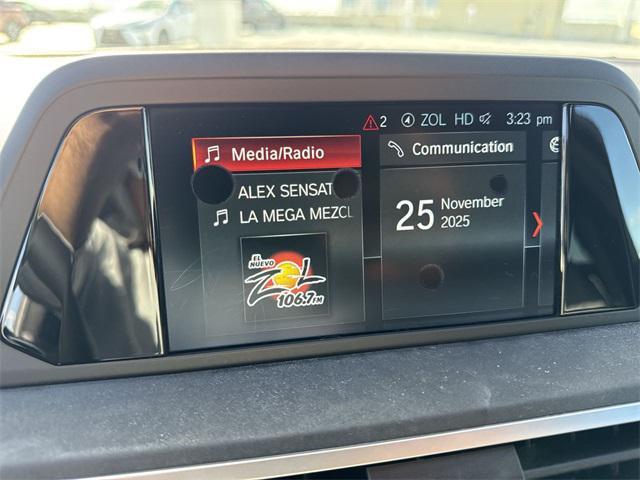 2 ZOL HD 3:23 pm
Media/Radio
Communication
ALEX SENSAT
LA MEGA MEZCL
25 November
2025
EL
NUEVO
ZOL
106.7FM